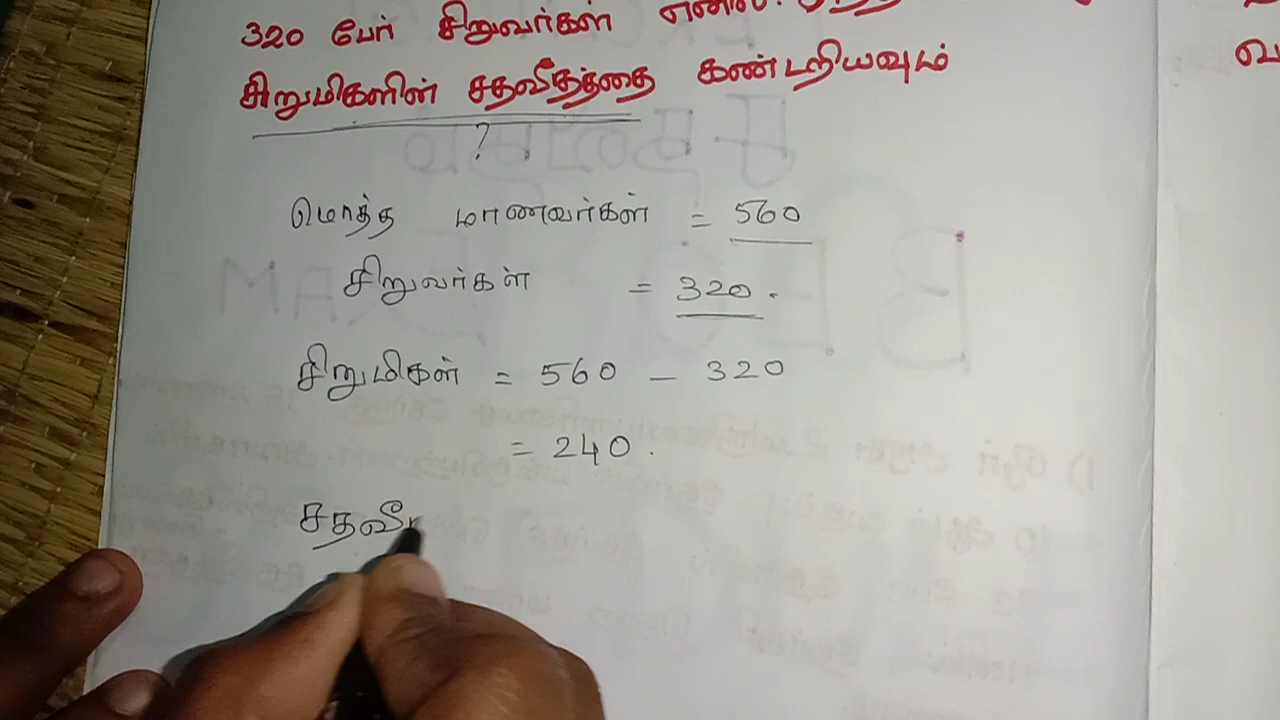 320 பேர் சிறுவர்கள் எனில்.
சிறுமிகளின் சதவீதத்தை கண்டறியவும்
?
மொத்த மாணவர்கள் = 560
சிறுவர்கள் = 320.
சிறுமிகள் = 560 - 320
= 240.
சதவீ